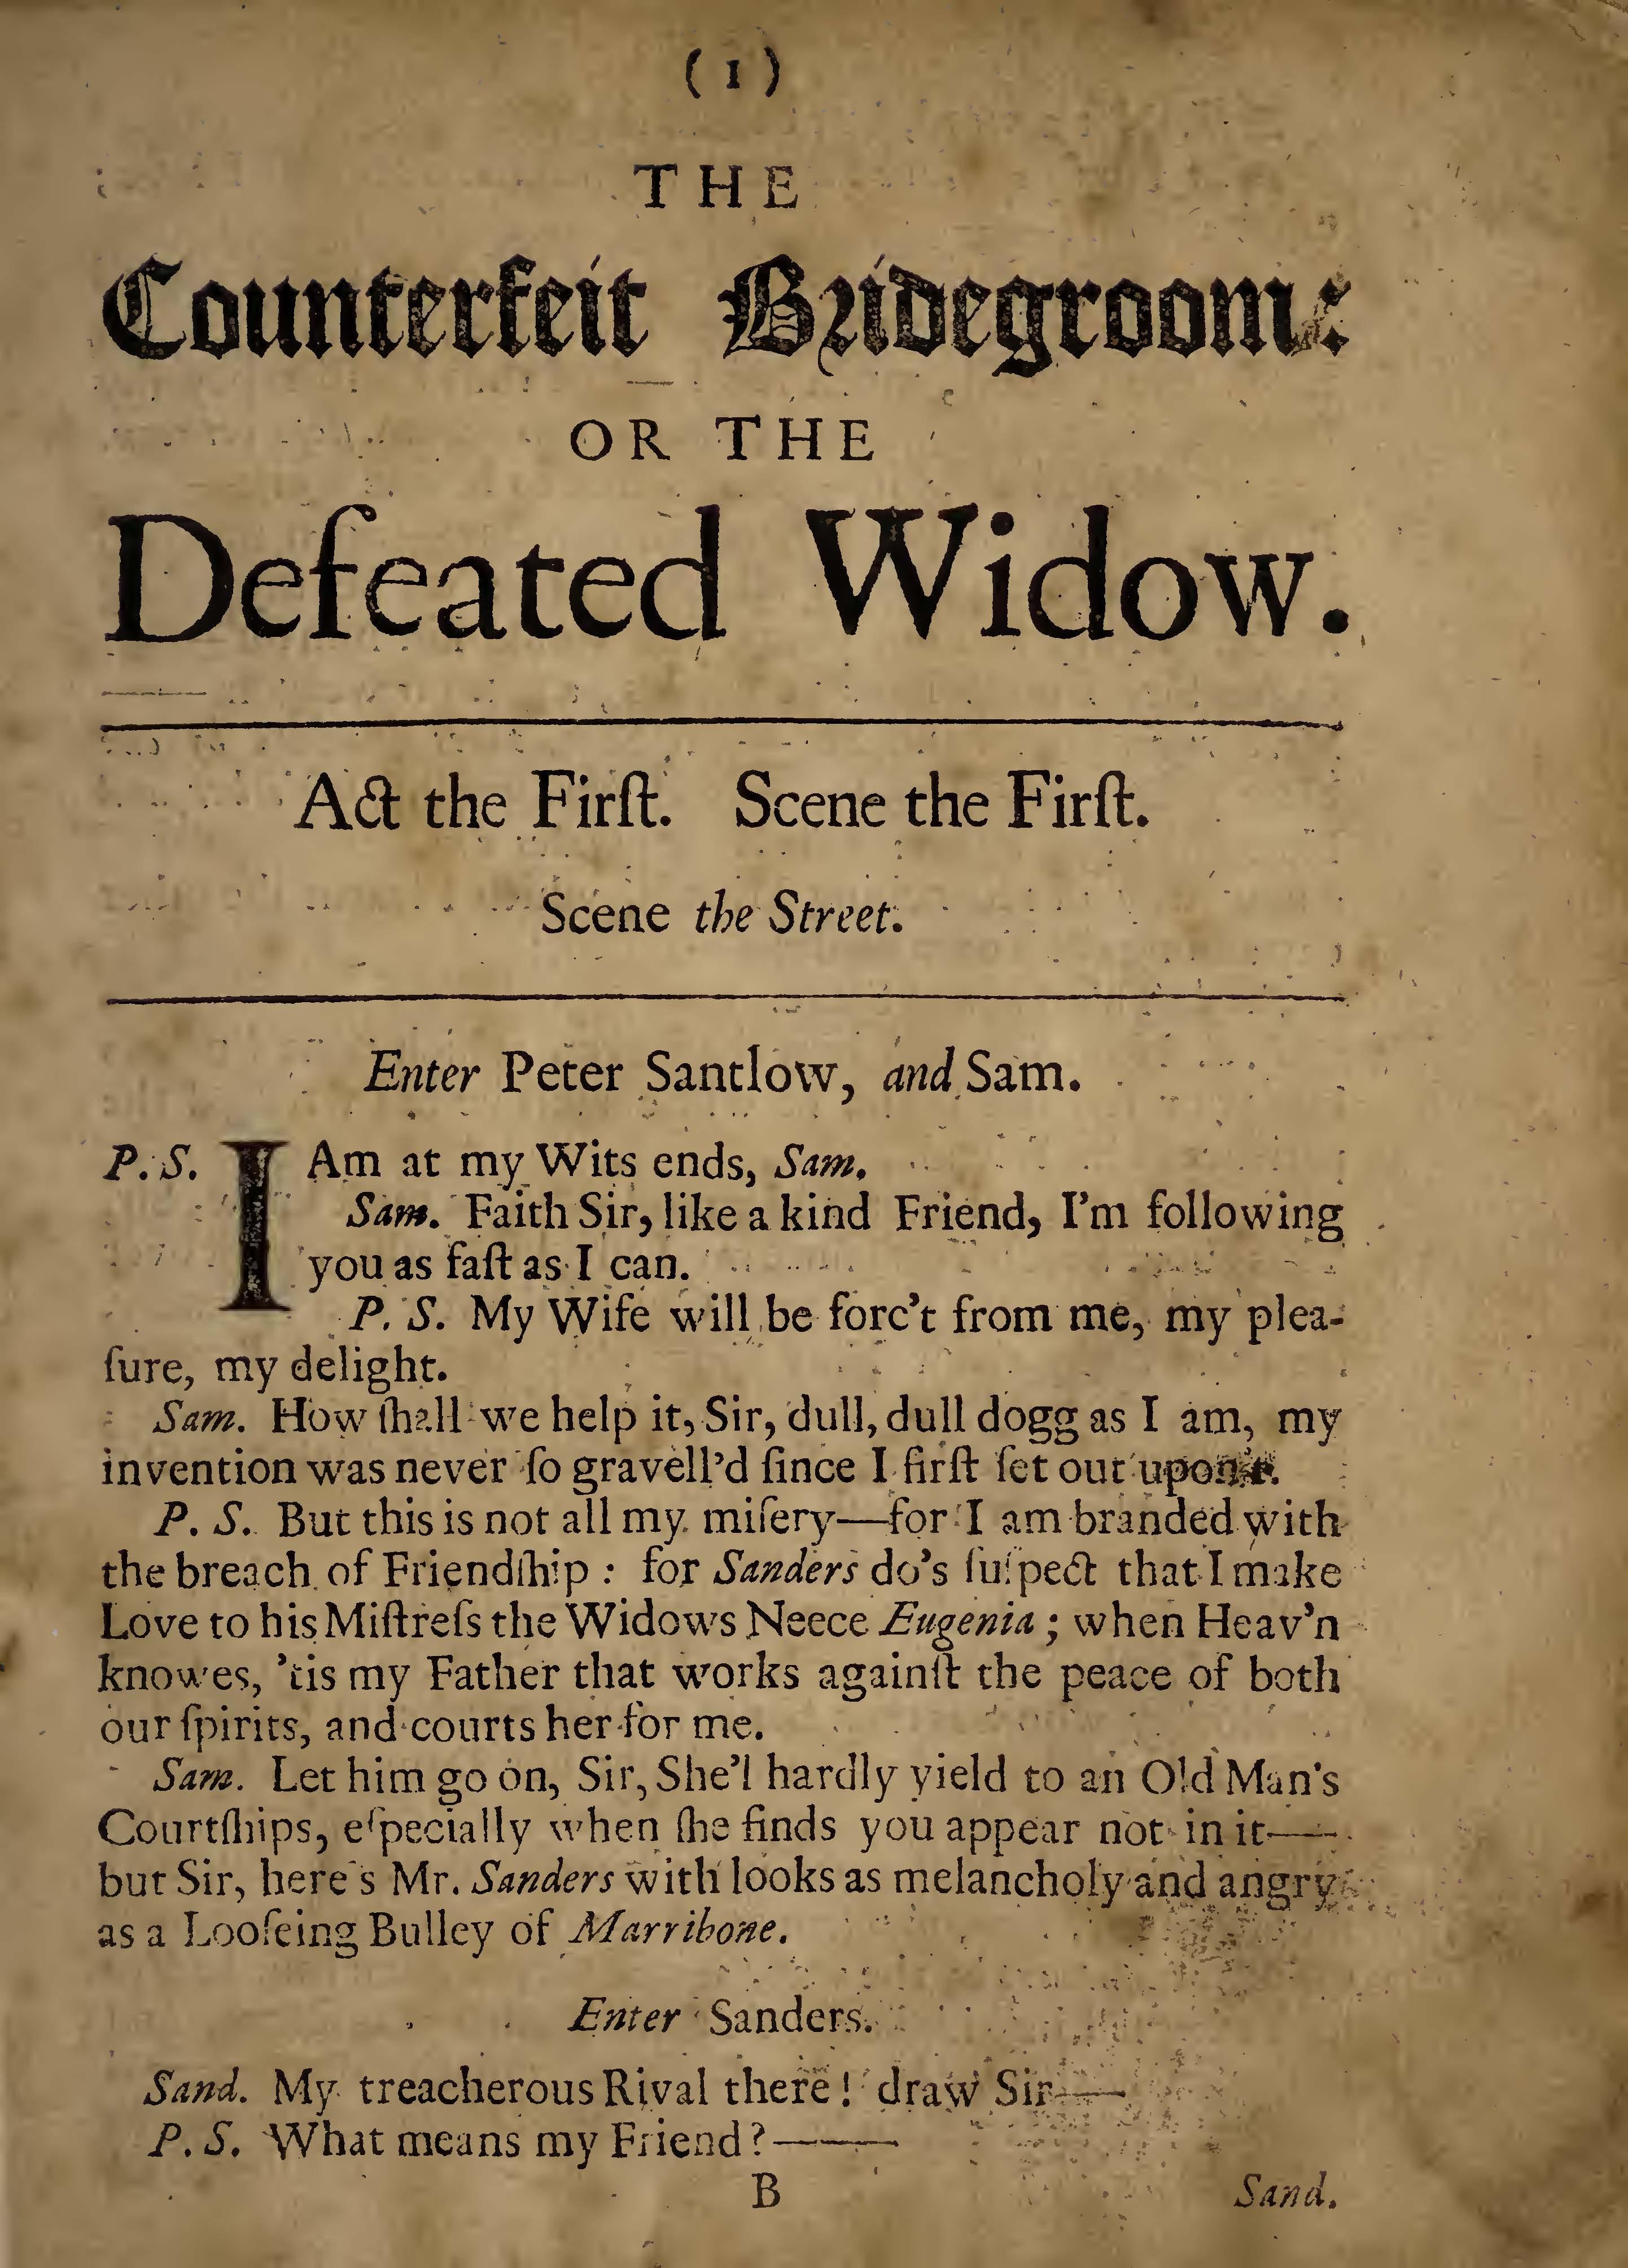 ( 1 )
THE
Counterfeit Bridegroom:
OR THE
Defeated Widow.
Act the Firſt. Scene the Firſt.
Scene the Street.
Enter Peter Santlow, and Sam.
P. S. I Am at my Wits ends, Sam.
Sam. Faith Sir, like a kind Friend, I'm following
you as faſt as I can.
P. S. My Wife will be forc't from me, my plea-
ſure, my delight.
Sam. How ſhall we help it, Sir, dull, dull dogg as I am, my
invention was never ſo gravell'd ſince I firſt ſet out upon't.
P. S. But this is not all my miſery—for I am branded with
the breach of Friendſhip : for Sanders do's ſuſpect that I make
Love to his Miſtreſs the Widows Neece Eugenia ; when Heav'n
knowes, 'tis my Father that works againſt the peace of both
our ſpirits, and courts her for me.
Sam. Let him go on, Sir, She'l hardly yield to an Old Man's
Courtſhips, eſpecially when ſhe finds you appear not in it——
but Sir, here's Mr. Sanders with looks as melancholy and angry
as a Looſeing Bulley of Marribone.
Enter Sanders.
Sand. My treacherous Rival there ! draw Sir——
P. S. What means my Friend ?———
B Sand.